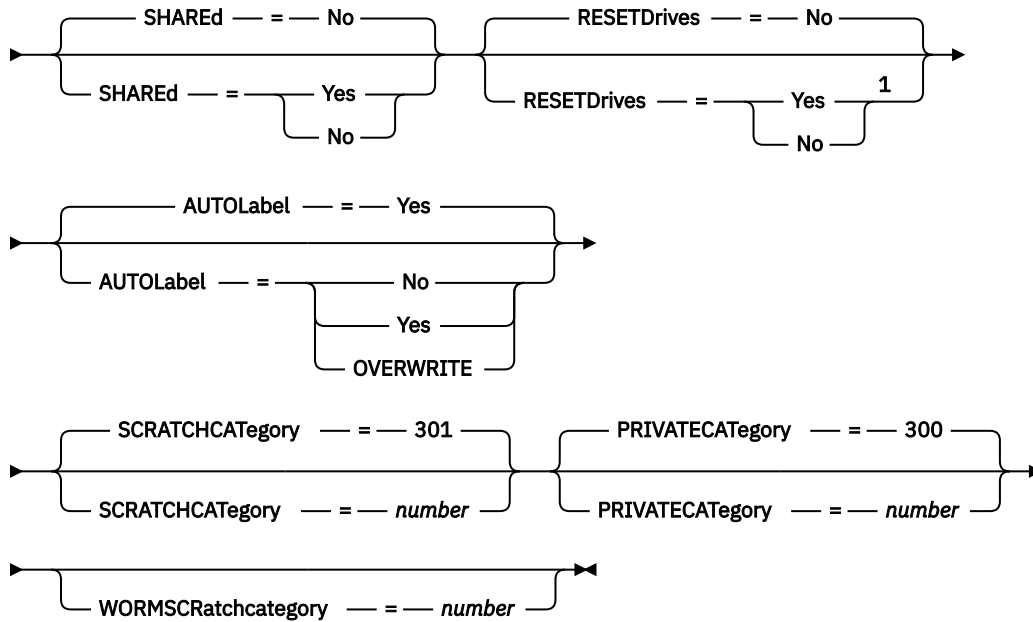 SHAREd = No RESETDrives = No
SHAREd = Yes RESETDrives = Yes 1
No No
AUTOLabel = Yes
AUTOLabel = No
Yes
OVERWRITE
SCRATCHCATegory = 301 PRIVATECATegory = 300
SCRATCHCATegory = number PRIVATECATegory = number
WORMSCRatchcategory = number